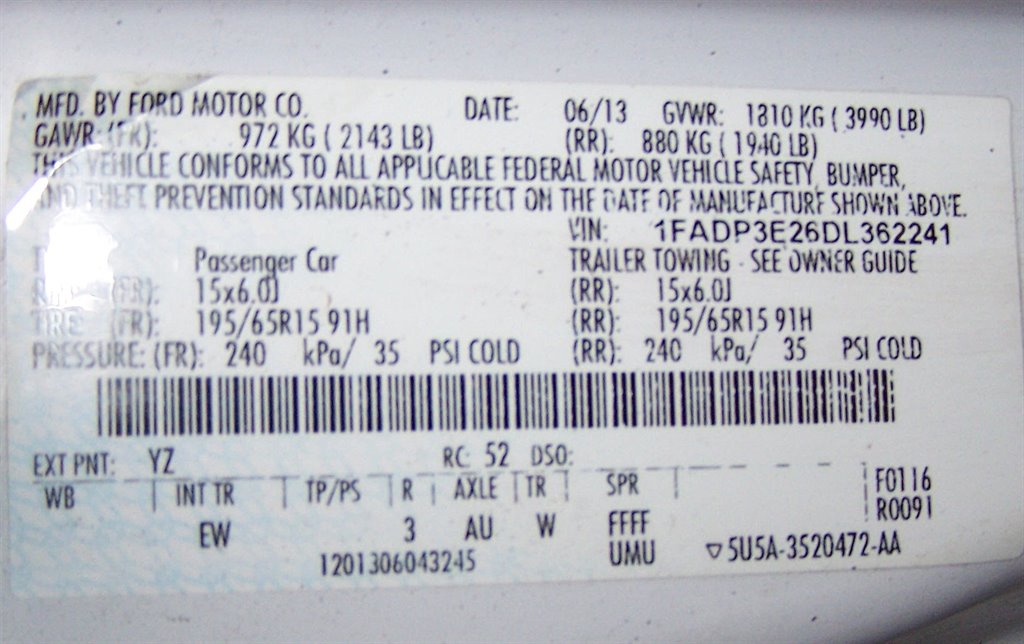 MFD. BY FORD MOTOR CO. DATE: 06/13 GVWR: 1810 KG ( 3990 LB)
GAWR (FR): 972 KG ( 2143 LB) (RR): 880 KG ( 1940 LB)
THIS VEHICLE CONFORMS TO ALL APPLICABLE FEDERAL MOTOR VEHICLE SAFETY, BUMPER,
AND THEFT PREVENTION STANDARDS IN EFFECT ON THE DATE OF MANUFACTURE SHOWN ABOVE.
VIN: 1FADP3E26DL362241
Passenger Car TRAILER TOWING - SEE OWNER GUIDE
(FR): 15x6.0J (RR): 15x6.0J
TIRE (FR): 195/65R15 91H (RR): 195/65R15 91H
PRESSURE: (FR): 240 kPa/ 35 PSI COLD (RR): 240 kPa/ 35 PSI COLD
EXT PNT: YZ RC: 52 DSO:
WB INT TR TP/PS R AXLE TR SPR F0116
R0091
EW 3 AU W FFFF
1201306043245 UMU ▽5U5A-3520472-AA